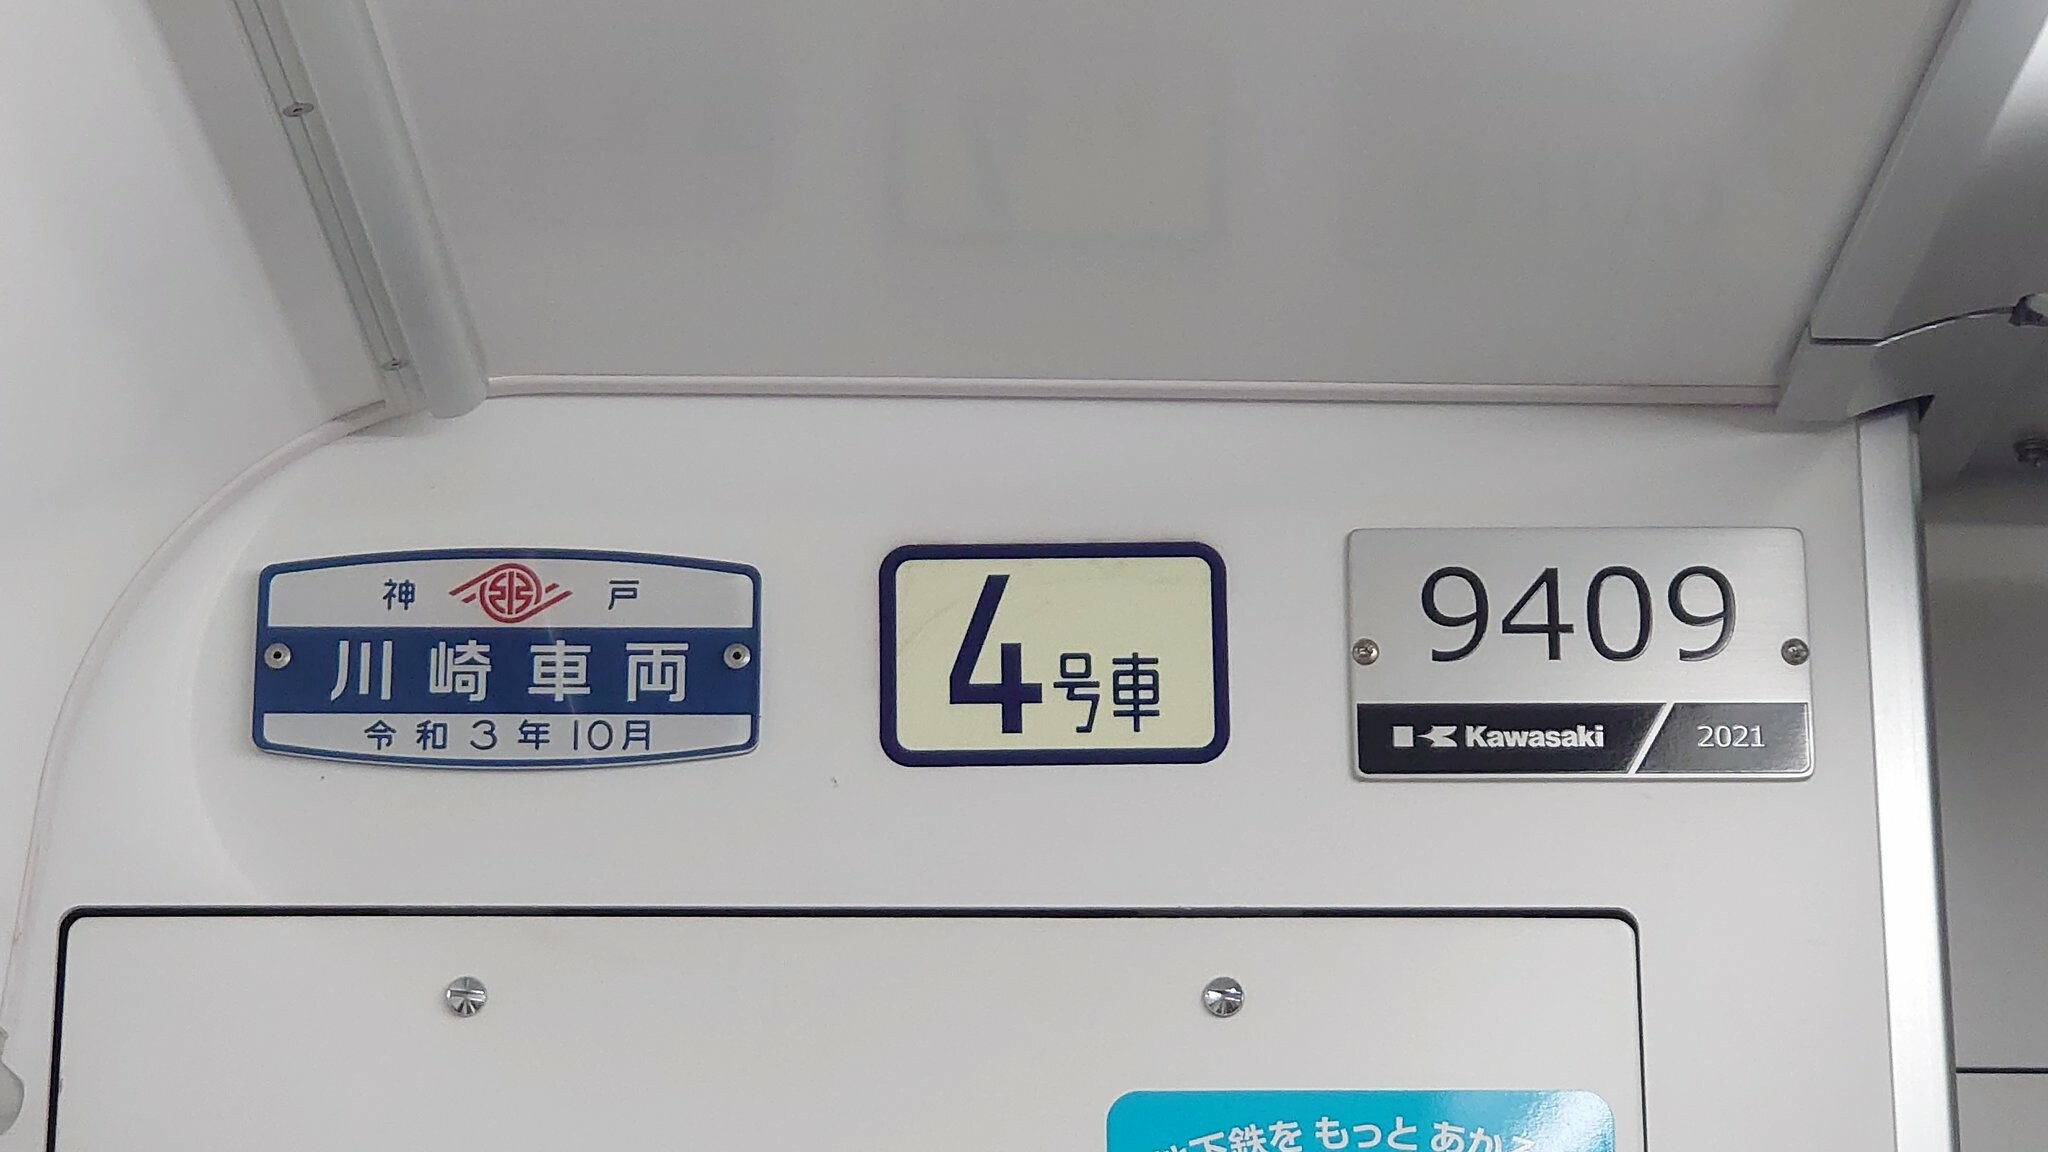 神戸
川崎車両
令和3年10月
4号車
9409
Kawasaki 2021
地下鉄をもっとあか